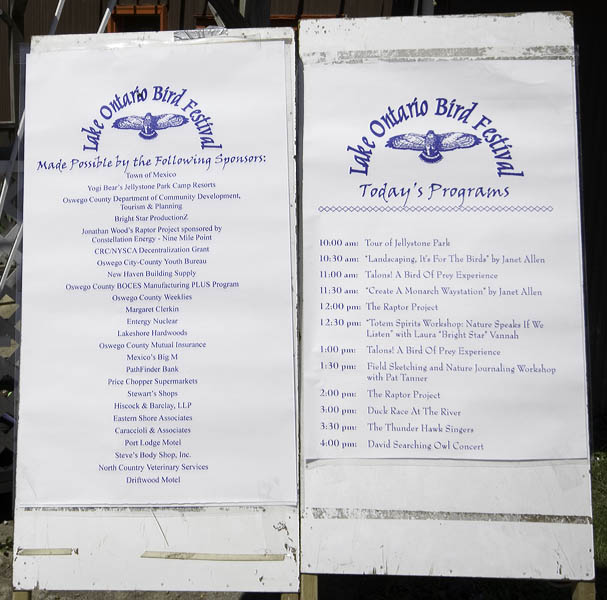 Lake Ontario Bird Festival
Made Possible by the Following Sponsors:
Town of Mexico
Yogi Bear's Jellystone Park Camp Resorts
Oswego County Department of Community Development,
Tourism & Planning
Bright Star ProductionZ
Jonathan Wood's Raptor Project sponsored by
Constellation Energy - Nine Mile Point
CRC/NYSCA Decentralization Grant
Oswego City-County Youth Bureau
New Haven Building Supply
Oswego County BOCES Manufacturing PLUS Program
Oswego County Weeklies
Margaret Clerkin
Entergy Nuclear
Lakeshore Hardwoods
Oswego County Mutual Insurance
Mexico's Big M
PathFinder Bank
Price Chopper Supermarkets
Stewart's Shops
Hiscock & Barclay, LLP
Eastern Shore Associates
Caraccioli & Associates
Port Lodge Motel
Steve's Body Shop, Inc.
North Country Veterinary Services
Driftwood Motel
Lake Ontario Bird Festival
Today's Programs
10:00 am: Tour of Jellystone Park
10:30 am: "Landscaping, It's For The Birds" by Janet Allen
11:00 am: Talons! A Bird Of Prey Experience
11:30 am: "Create A Monarch Waystation" by Janet Allen
12:00 pm: The Raptor Project
12:30 pm: "Totem Spirits Workshop: Nature Speaks If We
Listen" with Laura "Bright Star" Vannah
1:00 pm: Talons! A Bird Of Prey Experience
1:30 pm: Field Sketching and Nature Journaling Workshop
with Pat Tanner
2:00 pm: The Raptor Project
3:00 pm: Duck Race At The River
3:30 pm: The Thunder Hawk Singers
4:00 pm: David Searching Owl Concert